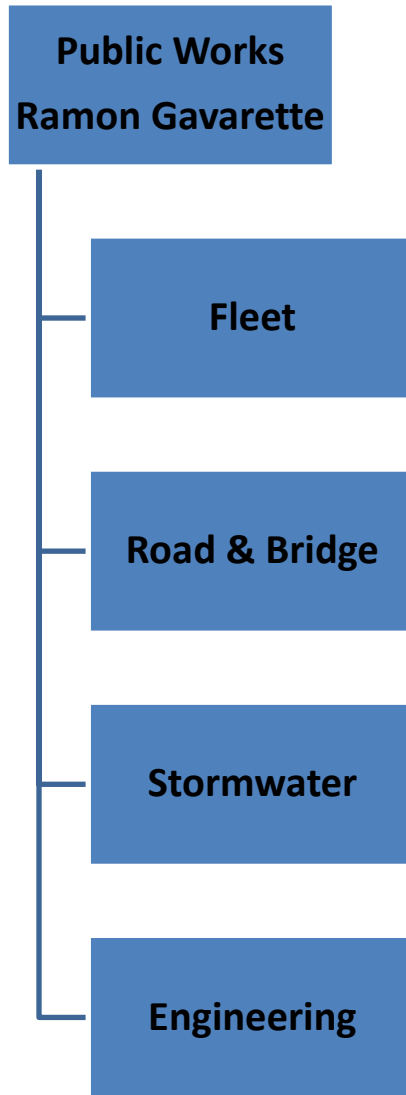 Public Works
Ramon Gavarette
Fleet
Road & Bridge
Stormwater
Engineering